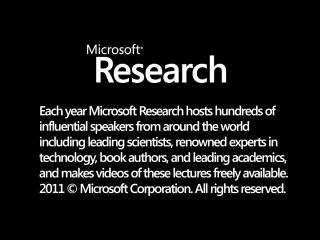 Microsoft®
Research
Each year Microsoft Research hosts hundreds of
influential speakers from around the world
including leading scientists, renowned experts in
technology, book authors, and leading academics,
and makes videos of these lectures freely available.
2011 © Microsoft Corporation. All rights reserved.